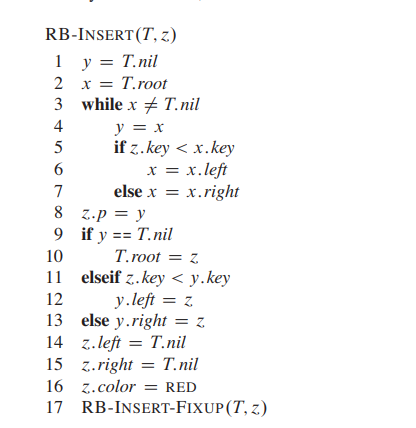 RB-INSERT(T, z)
1 y = T.nil
2 x = T.root
3 while x ≠ T.nil
4 y = x
5 if z.key < x.key
6 x = x.left
7 else x = x.right
8 z.p = y
9 if y == T.nil
10 T.root = z
11 elseif z.key < y.key
12 y.left = z
13 else y.right = z
14 z.left = T.nil
15 z.right = T.nil
16 z.color = RED
17 RB-INSERT-FIXUP(T, z)